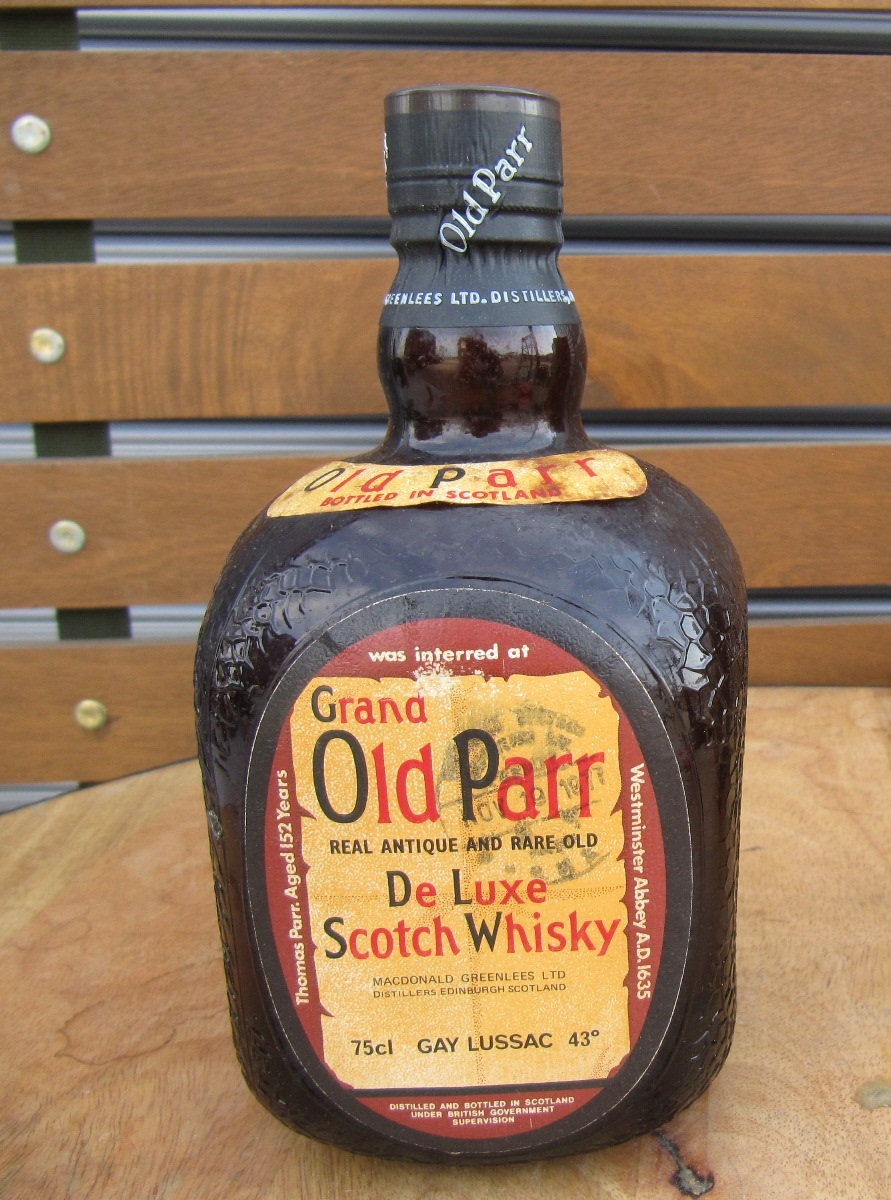 Old Parr
GREENLEES LTD. DISTILLERS,
Old Parr
BOTTLED IN SCOTLAND
was interred at
Thomas Parr. Aged 152 Years
Westminster Abbey A.D. 1635
Grand
Old Parr
REAL ANTIQUE AND RARE OLD
De Luxe
Scotch Whisky
MACDONALD GREENLEES LTD
DISTILLERS EDINBURGH SCOTLAND
75cl GAY LUSSAC 43°
DISTILLED AND BOTTLED IN SCOTLAND
UNDER BRITISH GOVERNMENT
SUPERVISION